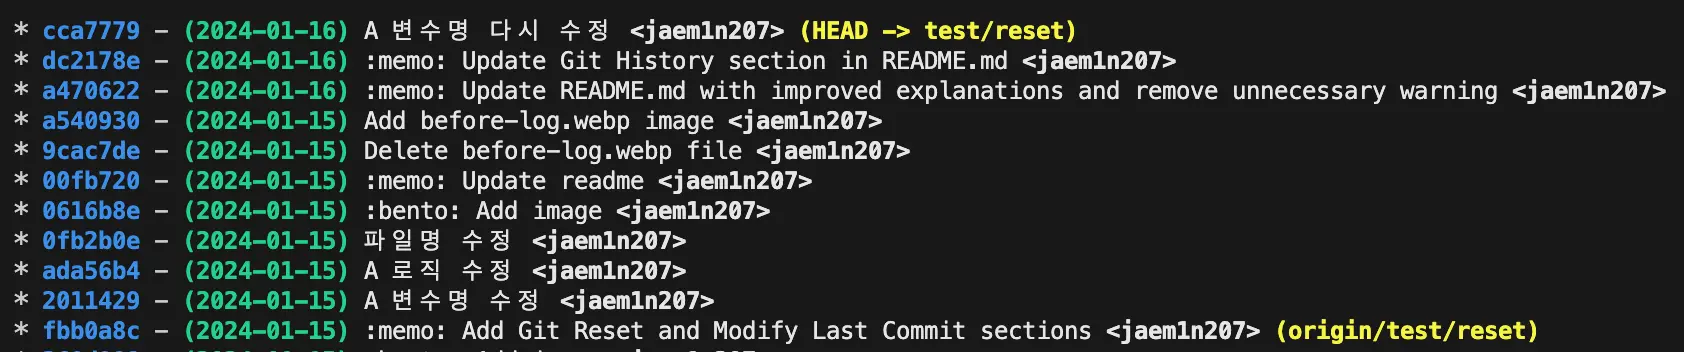 * cca7779 - (2024-01-16) A 변수명 다시 수정 <jaem1n207> (HEAD -> test/reset)
* dc2178e - (2024-01-16) :memo: Update Git History section in README.md <jaem1n207>
* a470622 - (2024-01-16) :memo: Update README.md with improved explanations and remove unnecessary warning <jaem1n207>
* a540930 - (2024-01-16) Add before-log.webp image <jaem1n207>
* 9cac7de - (2024-01-15) Delete before-log.webp file <jaem1n207>
* 00fb720 - (2024-01-15) :memo: Update readme <jaem1n207>
* 0616b8e - (2024-01-15) :bento: Add image <jaem1n207>
* 0fb2b0e - (2024-01-15) 파일명 수정 <jaem1n207>
* ada56b4 - (2024-01-15) A 로직 수정 <jaem1n207>
* 2011429 - (2024-01-15) A 변수명 수정 <jaem1n207>
* fbb0a8c - (2024-01-15) :memo: Add Git Reset and Modify Last Commit sections <jaem1n207> (origin/test/reset)